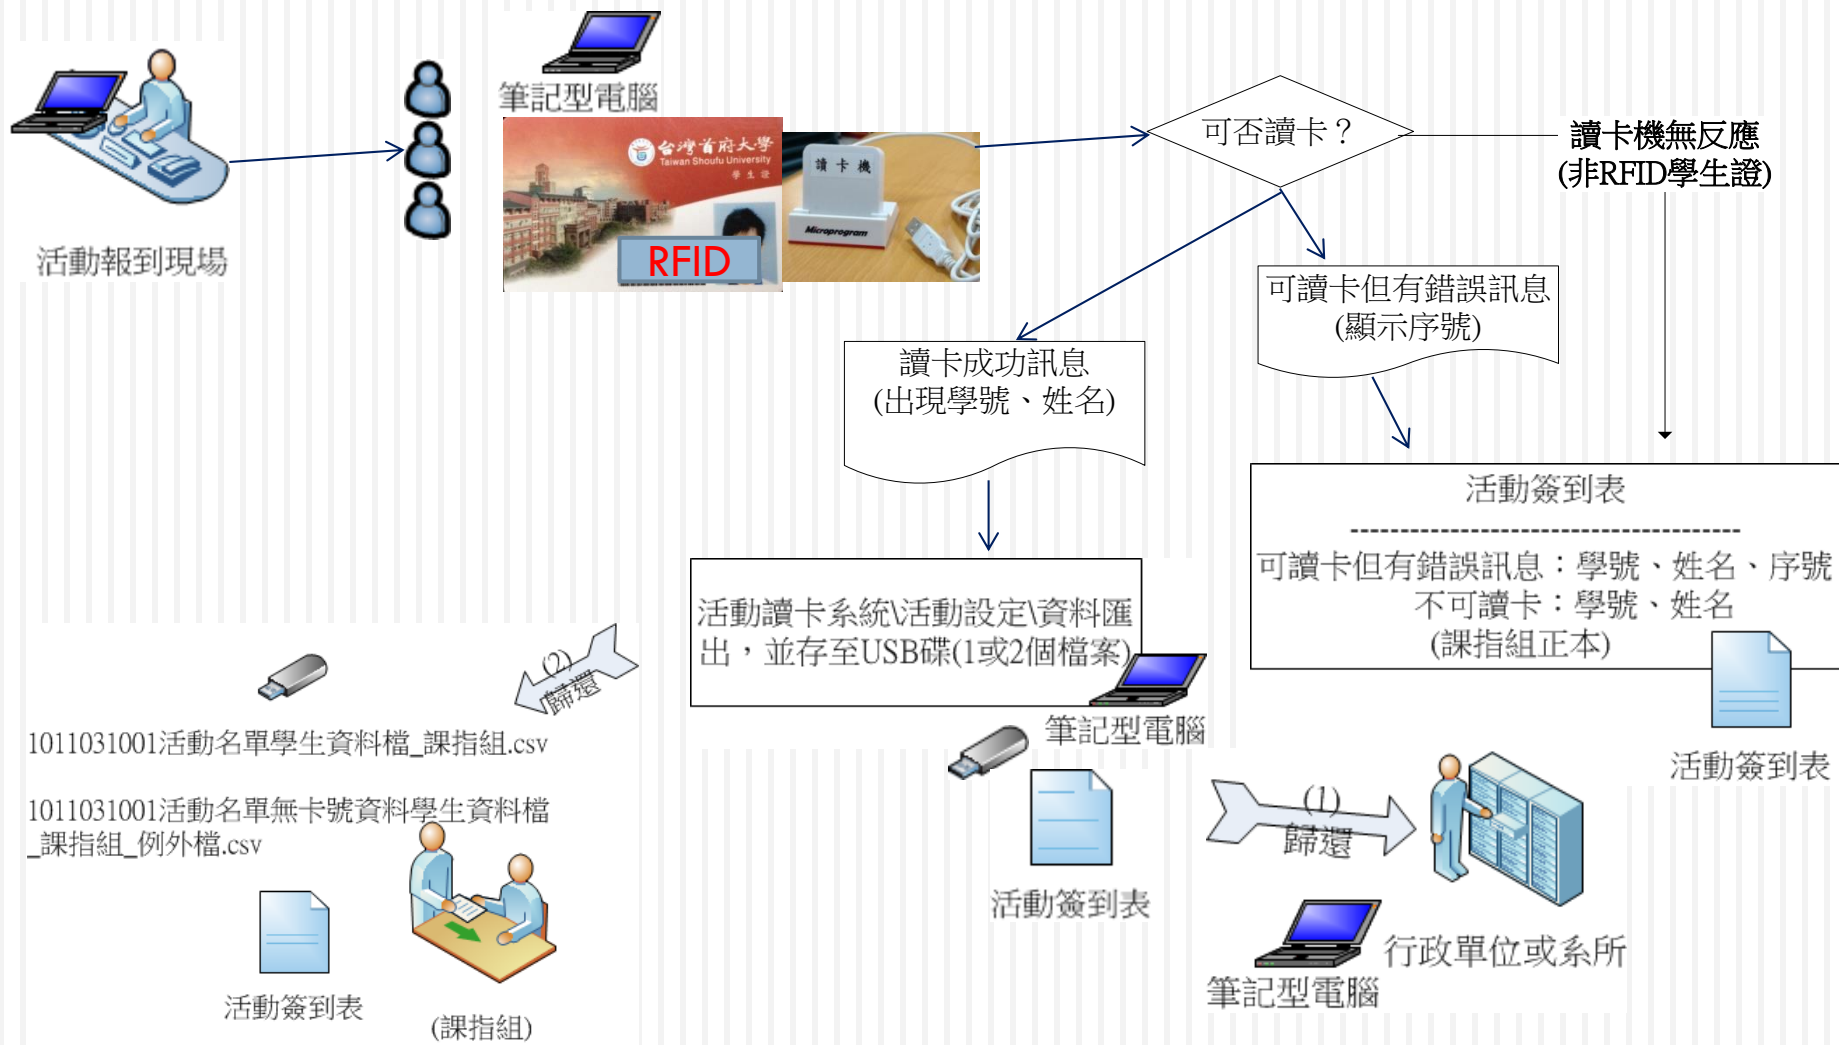 活動報到現場
筆記型電腦
台灣首府大學
Taiwan Shoufu University
學生證
RFID
讀卡機
Microprogram
可否讀卡？
讀卡機無反應
(非RFID學生證)
可讀卡但有錯誤訊息
(顯示序號)
讀卡成功訊息
(出現學號、姓名)
活動簽到表
---------------------------------------
可讀卡但有錯誤訊息：學號、姓名、序號
不可讀卡：學號、姓名
(課指組正本)
活動簽到表
活動讀卡系統\活動設定\資料匯
出，並存至USB碟(1或2個檔案)
筆記型電腦
活動簽到表
(1)
歸還
行政單位或系所
筆記型電腦
(2)
歸還
1011031001活動名單學生資料檔_課指組.csv
1011031001活動名單無卡號資料學生資料檔
_課指組_例外檔.csv
活動簽到表
(課指組)